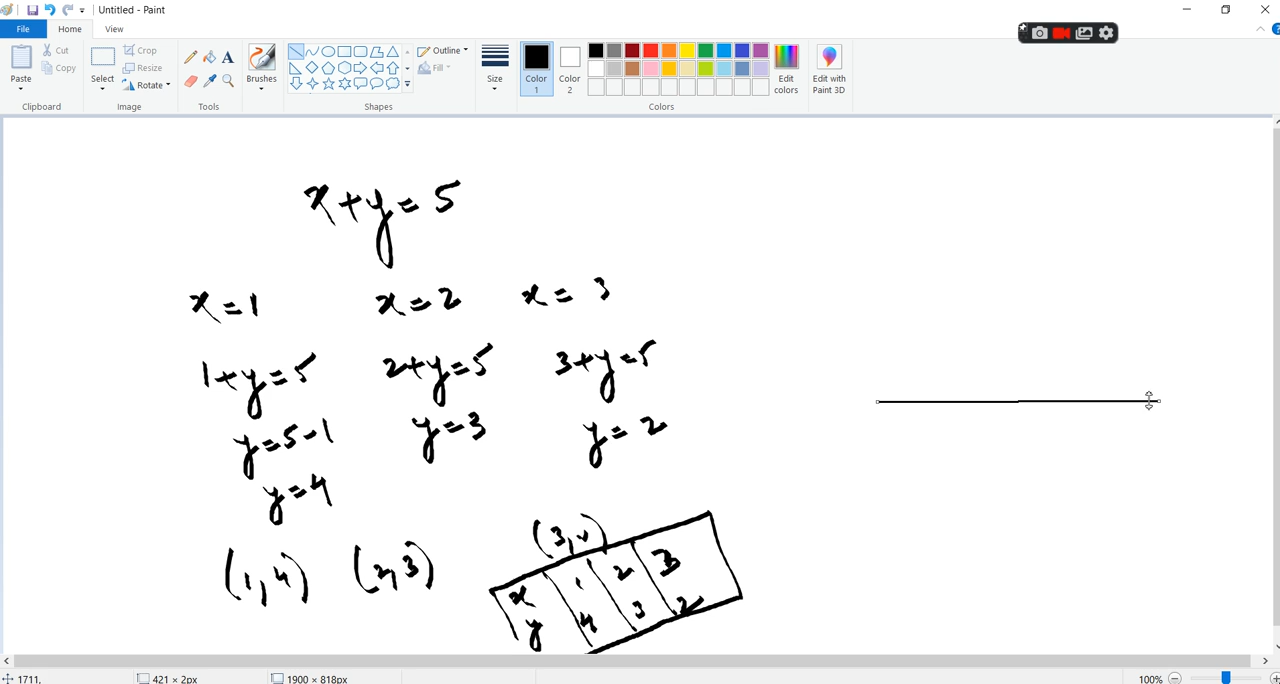 Untitled - Paint
File Home View
Paste
Cut
Copy
Clipboard
Select
Crop
Resize
Rotate
Image
A
Tools
Brushes
Outline
Fill
Shapes
Size
Color 1
Color 2
Edit colors
Edit with Paint 3D
Colors
x+y=5
x=1 x=2 x=3
1+y=5 2+y=5 3+y=5
y=5-1 y=3 y=2
y=4
(1,4) (2,3)
x 1 2 3
y 4 3 2
1711,
421 × 2px
1900 × 818px
100%